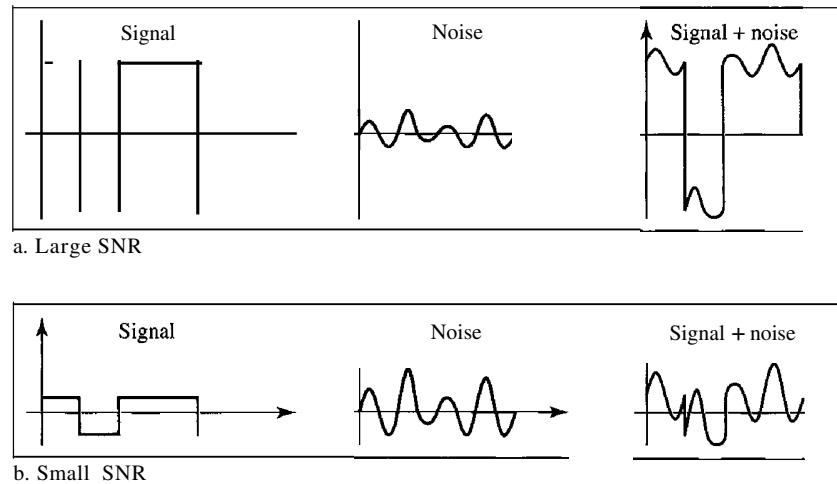 Signal Noise Signal + noise
a. Large SNR
Signal Noise Signal + noise
b. Small SNR